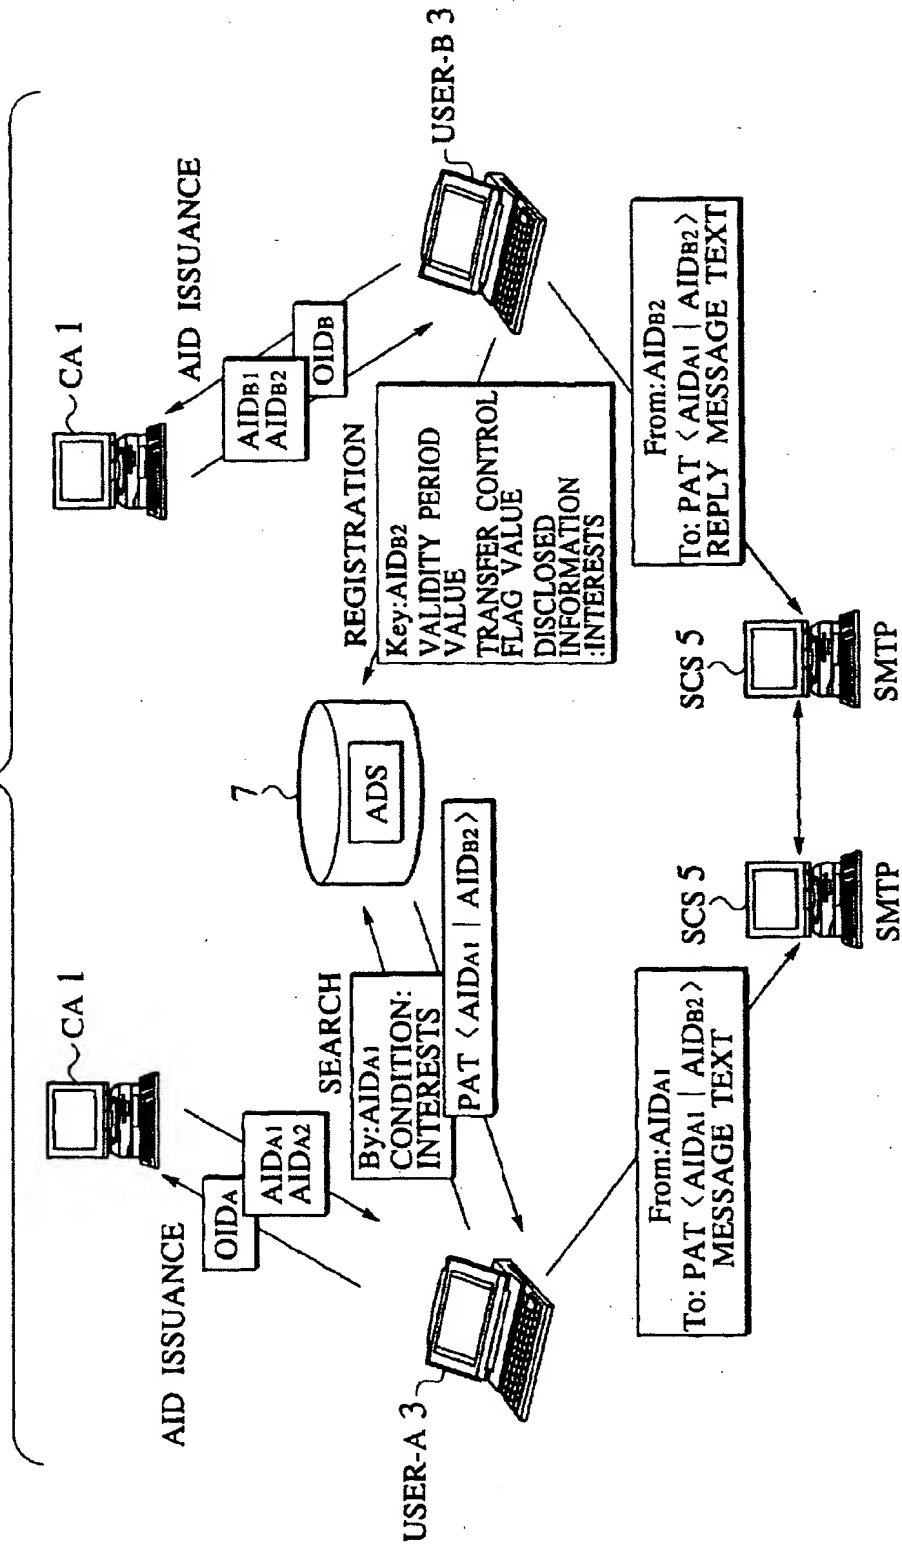 CA 1
AID ISSUANCE
OIDA
AIDA1
AIDA2
USER-A 3
SEARCH
By:AIDA1
CONDITION:
INTERESTS
PAT <AIDA1 | AIDB2>
7
ADS
CA 1
AID ISSUANCE
AIDB1
AIDB2
OIDB
USER-B 3
REGISTRATION
Key:AIDB2
VALIDITY PERIOD
VALUE
TRANSFER CONTROL
FLAG VALUE
DISCLOSED
INFORMATION
:INTERESTS
From:AIDA1
To: PAT <AIDA1 | AIDB2>
MESSAGE TEXT
SCS 5
SMTP
SCS 5
SMTP
From:AIDB2
To: PAT <AIDA1 | AIDB2>
REPLY MESSAGE TEXT